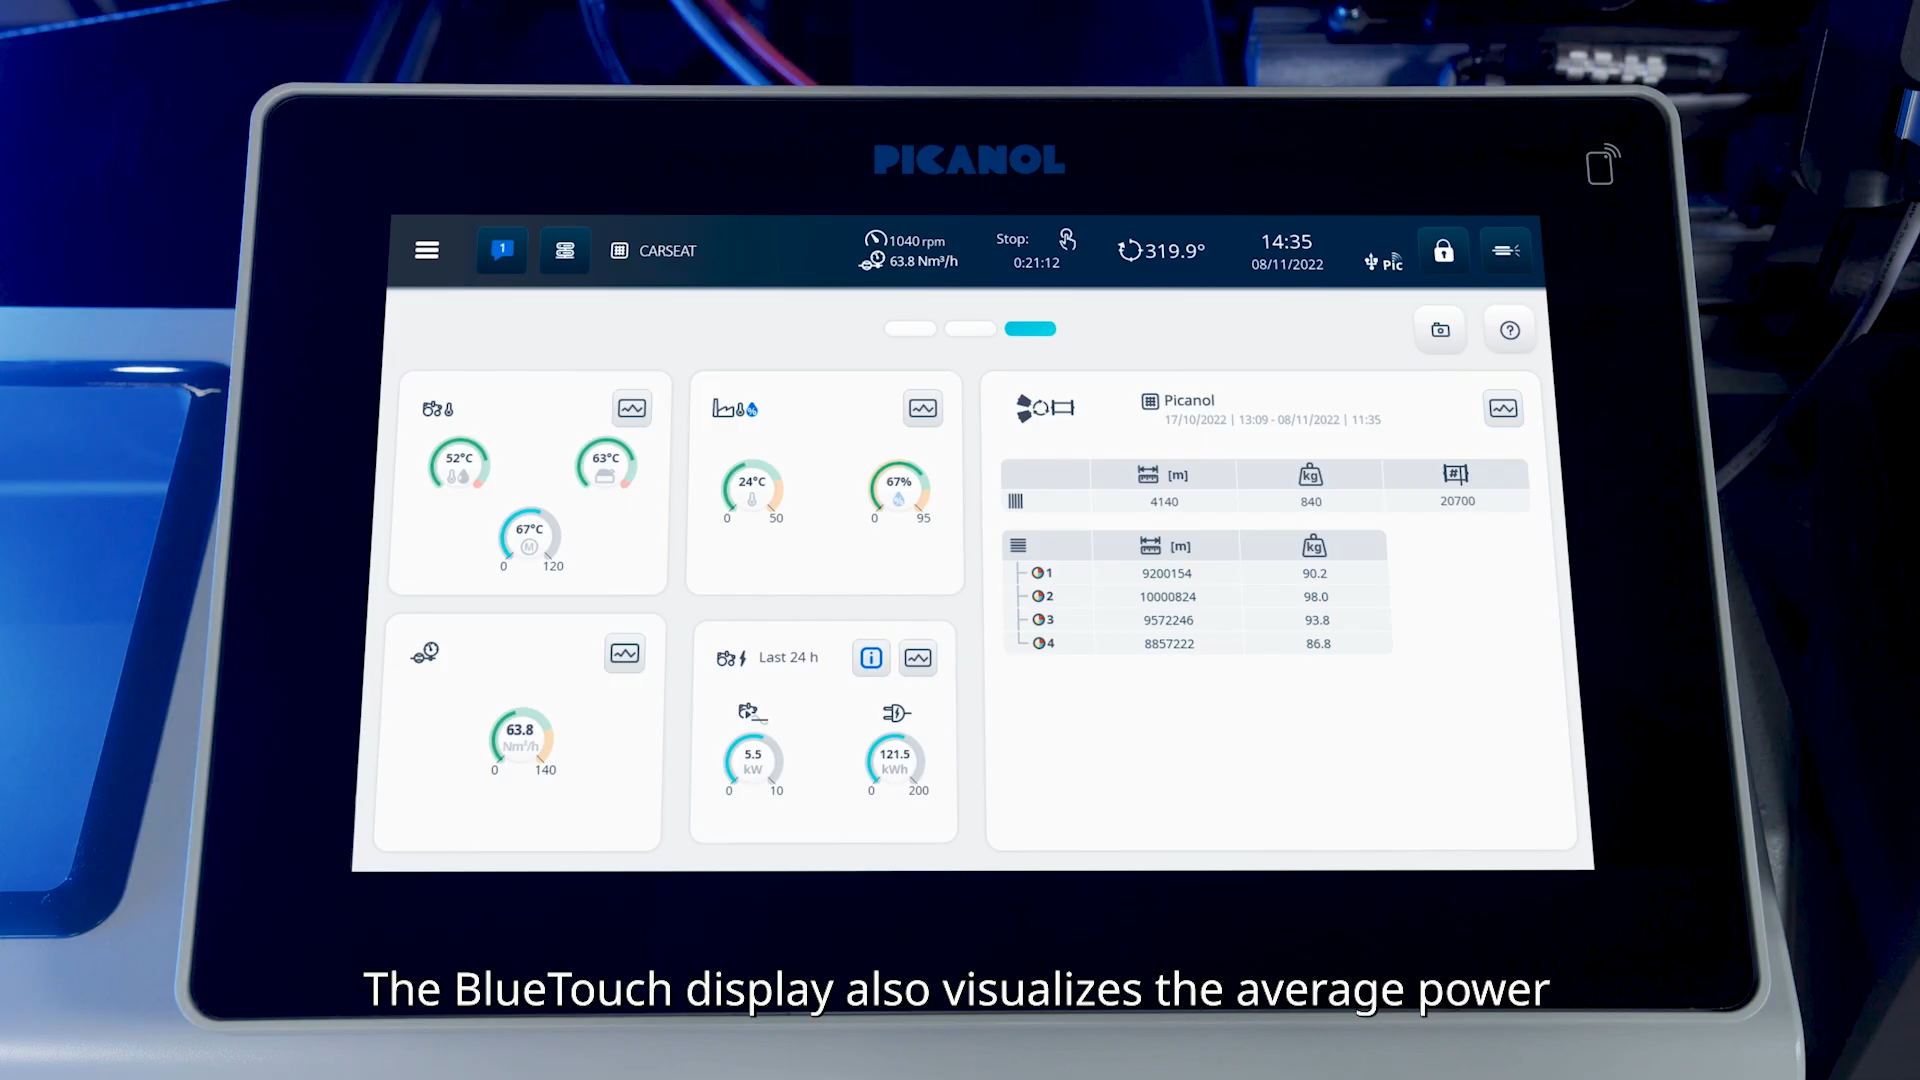 PICANOL
1
CARSEAT
1040 rpm
63.8 Nm³/h
Stop:
0:21:12
319.9°
14:35
08/11/2022
Pic
52°C
63°C
67°C
M
0 120
24°C
0 50
67%
%
0 95
Picanol
17/10/2022 | 13:09 - 08/11/2022 | 11:35
[m] kg #
4140 840 20700
[m] kg
1 9200154 90.2
2 10000824 98.0
3 9572246 93.8
4 8857222 86.8
63.8
Nm³/h
0 140
Last 24 h
i
5.5
kW
0 10
121.5
kWh
0 200
The BlueTouch display also visualizes the average power